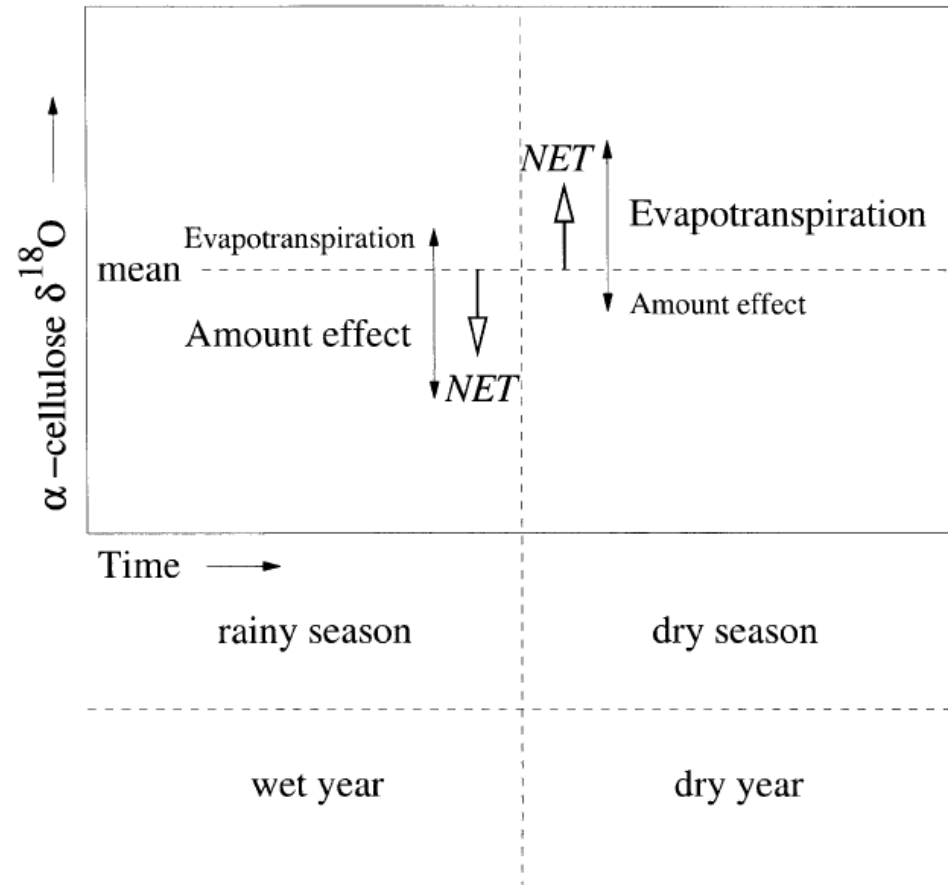 α –cellulose δ¹⁸O
NET
Evapotranspiration
Evapotranspiration
mean
Amount effect
Amount effect
NET
Time
rainy season
dry season
wet year
dry year